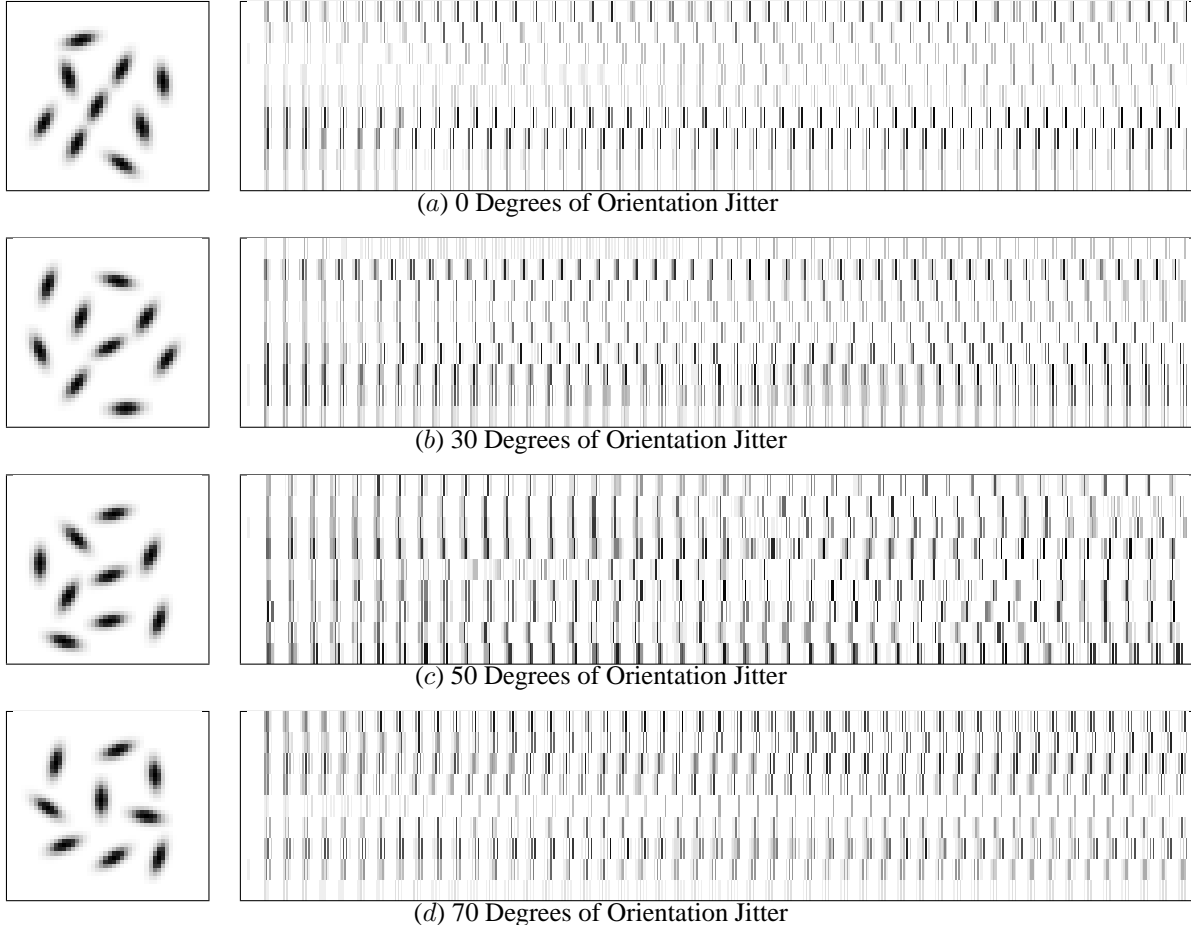 (a) 0 Degrees of Orientation Jitter
(b) 30 Degrees of Orientation Jitter
(c) 50 Degrees of Orientation Jitter
(d) 70 Degrees of Orientation Jitter